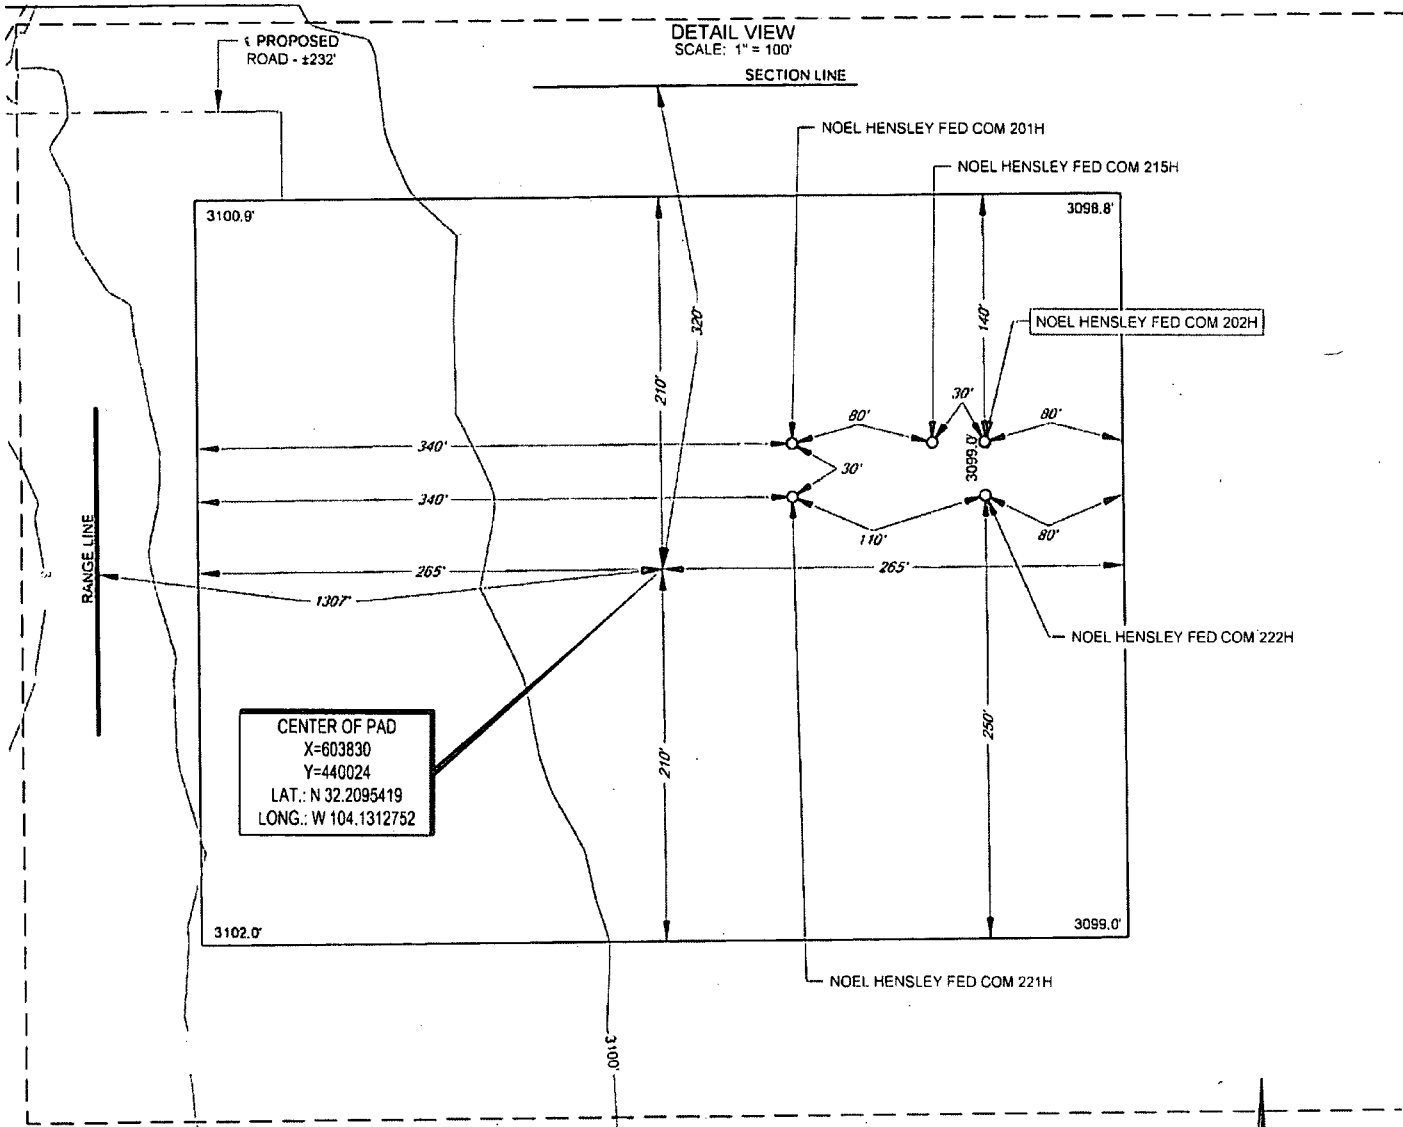 DETAIL VIEW
SCALE: 1" = 100'
PROPOSED
ROAD - ±232'
SECTION LINE
NOEL HENSLEY FED COM 201H
NOEL HENSLEY FED COM 215H
3100.9'
3098.8'
320'
140'
NOEL HENSLEY FED COM 202H
210'
30'
80'
80'
3099.0'
340'
30'
340'
110'
80'
RANGE LINE
265'
265'
1307'
NOEL HENSLEY FED COM 222H
CENTER OF PAD
X=603830
Y=440024
LAT.: N 32.2095419
LONG.: W 104.1312752
210'
250'
3102.0'
3099.0'
NOEL HENSLEY FED COM 221H
3100'